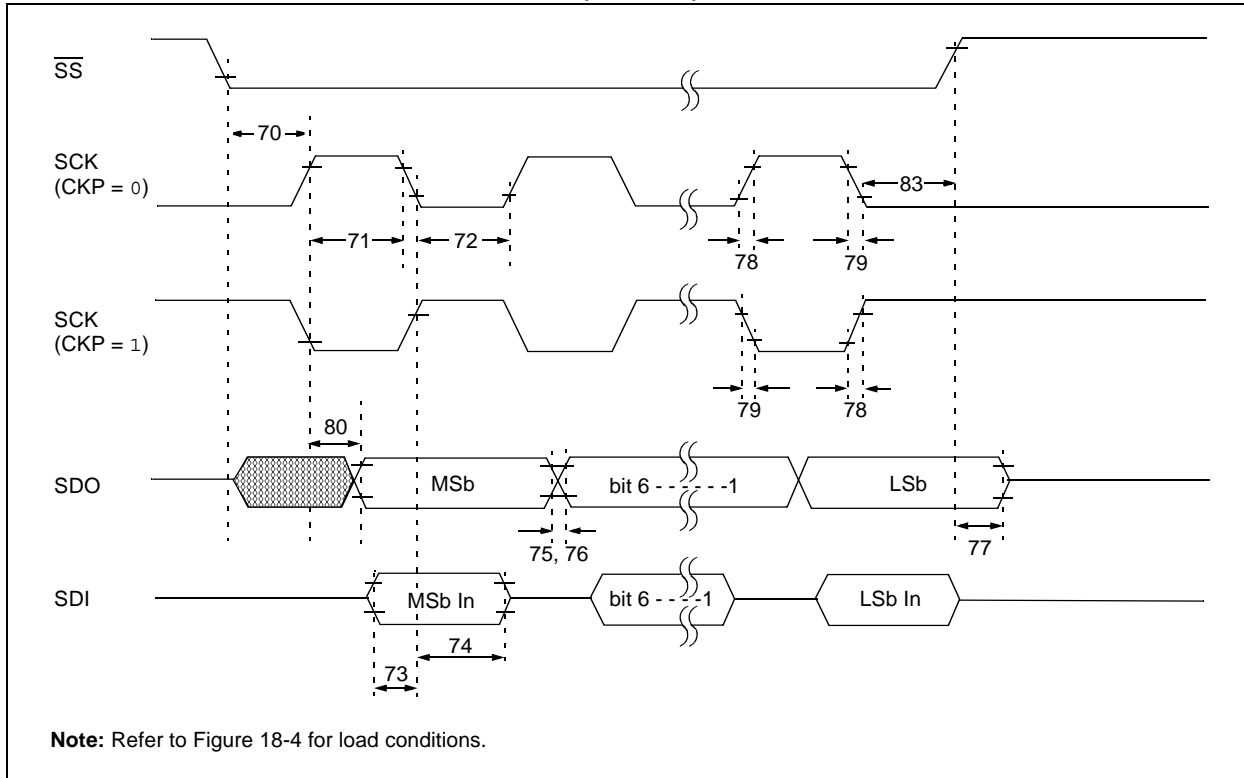 SS
70
SCK
(CKP = 0)
83
71
72
78
79
SCK
(CKP = 1)
79
78
80
SDO
MSb
bit 6 - - - - - -1
LSb
75, 76
77
SDI
MSb In
bit 6 - - - -1
LSb In
74
73
Note: Refer to Figure 18-4 for load conditions.